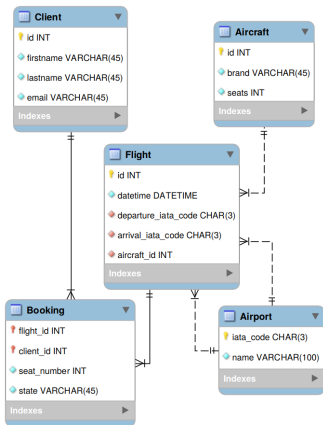 Client
id INT
firstname VARCHAR(45)
lastname VARCHAR(45)
email VARCHAR(45)
Indexes
Aircraft
id INT
brand VARCHAR(45)
seats INT
Indexes
Flight
id INT
datetime DATETIME
departure_iata_code CHAR(3)
arrival_iata_code CHAR(3)
aircraft_id INT
Indexes
Booking
flight_id INT
client_id INT
seat_number INT
state VARCHAR(45)
Indexes
Airport
iata_code CHAR(3)
name VARCHAR(100)
Indexes